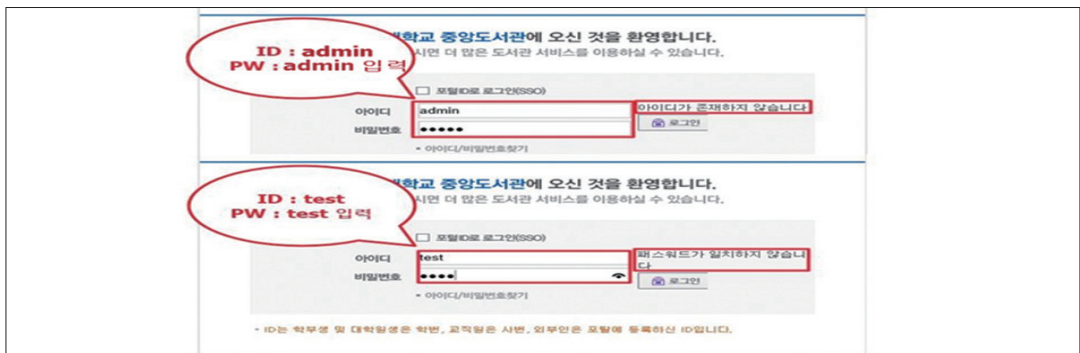 학교 중앙도서관에 오신 것을 환영합니다.
시면 더 많은 도서관 서비스를 이용하실 수 있습니다.
ID : admin
PW : admin 입력
포탈ID로 로그인(SSO)
아이디 admin 아이디가 존재하지 않습니다
비밀번호 ●●●●● 로그인
• 아이디/비밀번호찾기
대학교 중앙도서관에 오신 것을 환영합니다.
시면 더 많은 도서관 서비스를 이용하실 수 있습니다.
ID : test
PW : test 입력
포탈ID로 로그인(SSO)
아이디 test 패스워드가 일치하지 않습니
다
비밀번호 ●●●● 로그인
• 아이디/비밀번호찾기
• ID는 학부생 및 대학원생은 학번, 교직원은 사번, 외부인은 포탈에 등록하신 ID입니다.